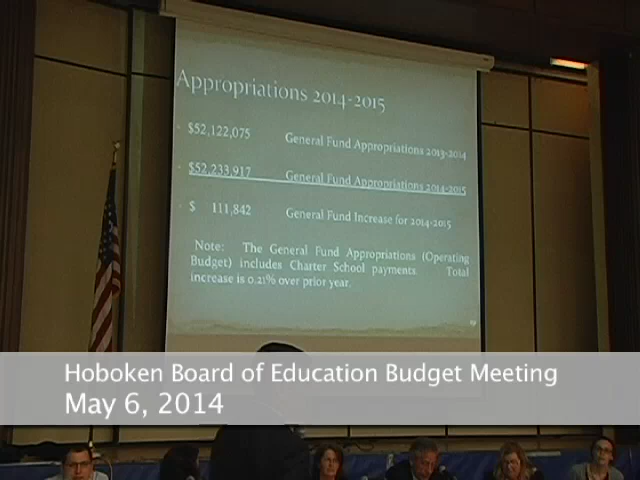 Appropriations 2014-2015
$52,122,075 General Fund Appropriations 2013-2014
$52,233,917 General Fund Appropriations 2014-2015
$ 111,842 General Fund Increase for 2014-2015
Note: The General Fund Appropriations (Operating
Budget) includes Charter School payments. Total
increase is 0.21% over prior year.
Hoboken Board of Education Budget Meeting
May 6, 2014